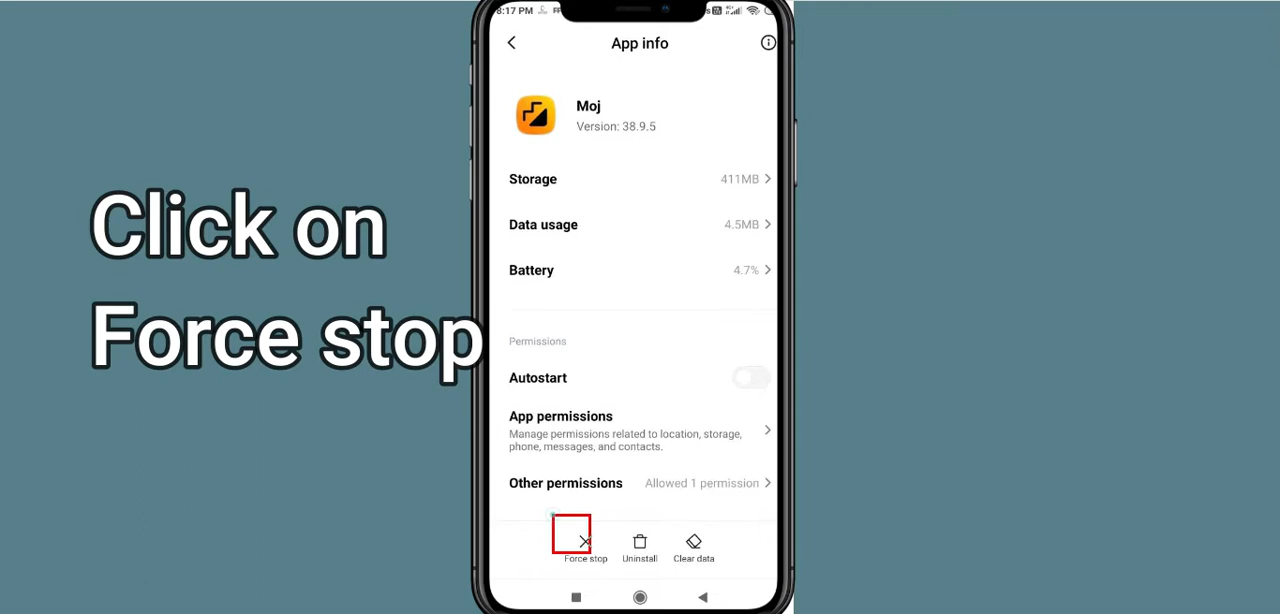 8:17 PM
App info
Moj
Version: 38.9.5
Storage 411MB
Data usage 4.5MB
Battery 4.7%
Click on
Force stop
Permissions
Autostart
App permissions
Manage permissions related to location, storage,
phone, messages, and contacts.
Other permissions Allowed 1 permission
Force stop Uninstall Clear data